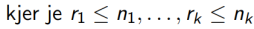 kjer je r₁ ≤ n₁, . . . , rₖ ≤ nₖ